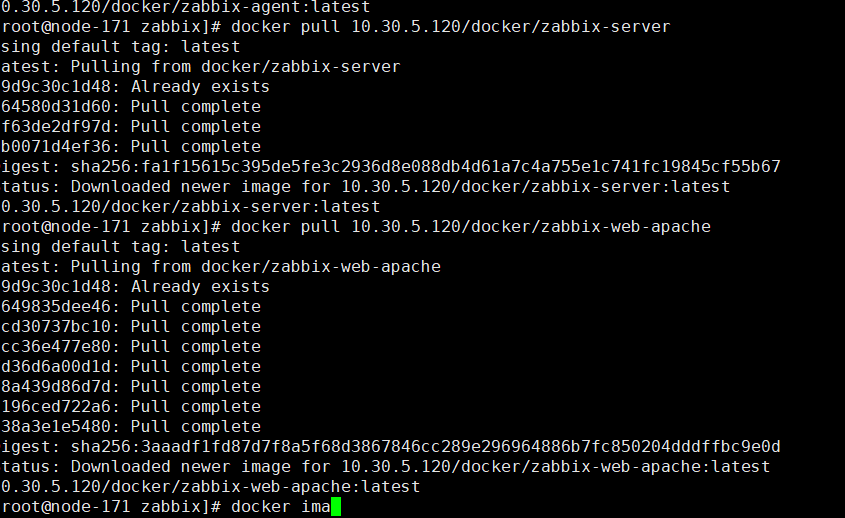 0.30.5.120/docker/zabbix-agent:latest
root@node-171 zabbix]# docker pull 10.30.5.120/docker/zabbix-server
sing default tag: latest
atest: Pulling from docker/zabbix-server
9d9c30c1d48: Already exists
64580d31d60: Pull complete
f63de2df97d: Pull complete
b0071d4ef36: Pull complete
igest: sha256:fa1f15615c395de5fe3c2936d8e088db4d61a7c4a755e1c741fc19845cf55b67
tatus: Downloaded newer image for 10.30.5.120/docker/zabbix-server:latest
0.30.5.120/docker/zabbix-server:latest
root@node-171 zabbix]# docker pull 10.30.5.120/docker/zabbix-web-apache
sing default tag: latest
atest: Pulling from docker/zabbix-web-apache
9d9c30c1d48: Already exists
649835dee46: Pull complete
cd30737bc10: Pull complete
cc36e477e80: Pull complete
d36d6a00d1d: Pull complete
8a439d86d7d: Pull complete
196ced722a6: Pull complete
38a3e1e5480: Pull complete
igest: sha256:3aaadf1fd87d7f8a5f68d3867846cc289e296964886b7fc850204dddffbc9e0d
tatus: Downloaded newer image for 10.30.5.120/docker/zabbix-web-apache:latest
0.30.5.120/docker/zabbix-web-apache:latest
root@node-171 zabbix]# docker ima